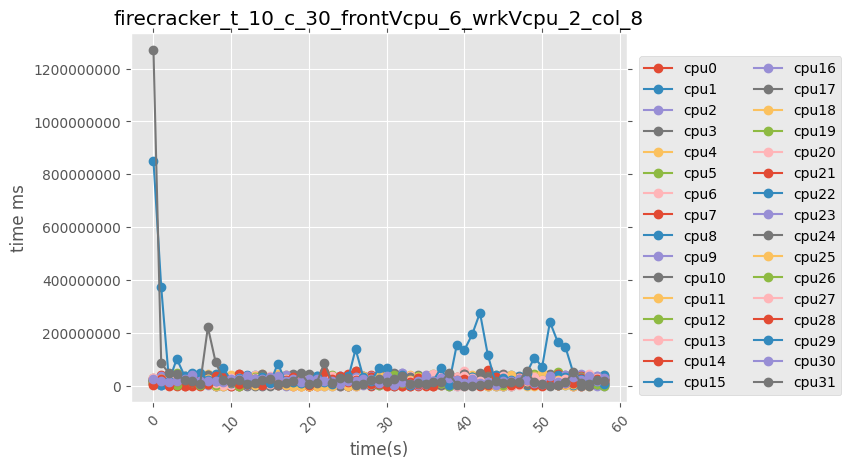 firecracker_t_10_c_30_frontVcpu_6_wrkVcpu_2_col_8
time ms
1200000000
1000000000
800000000
600000000
400000000
200000000
0
0
10
20
30
40
50
60
time(s)
cpu0
cpu1
cpu2
cpu3
cpu4
cpu5
cpu6
cpu7
cpu8
cpu9
cpu10
cpu11
cpu12
cpu13
cpu14
cpu15
cpu16
cpu17
cpu18
cpu19
cpu20
cpu21
cpu22
cpu23
cpu24
cpu25
cpu26
cpu27
cpu28
cpu29
cpu30
cpu31